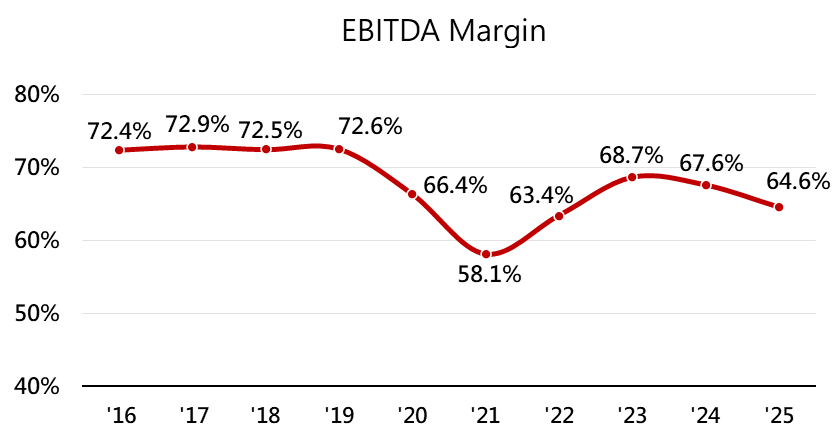 EBITDA Margin
80%
72.4% 72.9% 72.5% 72.6%
70%
66.4% 63.4% 68.7% 67.6% 64.6%
60%
58.1%
50%
40%
'16 '17 '18 '19 '20 '21 '22 '23 '24 '25